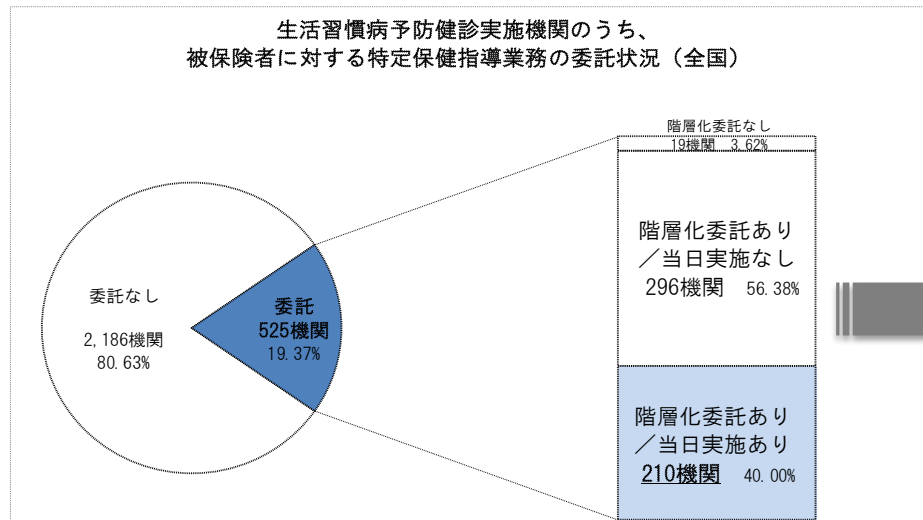 生活習慣病予防健診実施機関のうち、
被保険者に対する特定保健指導業務の委託状況（全国）
委託なし
2,186機関
80.63%
委託
525機関
19.37%
階層化委託なし
19機関 3.62%
階層化委託あり
／当日実施なし
296機関 56.38%
階層化委託あり
／当日実施あり
210機関 40.00%